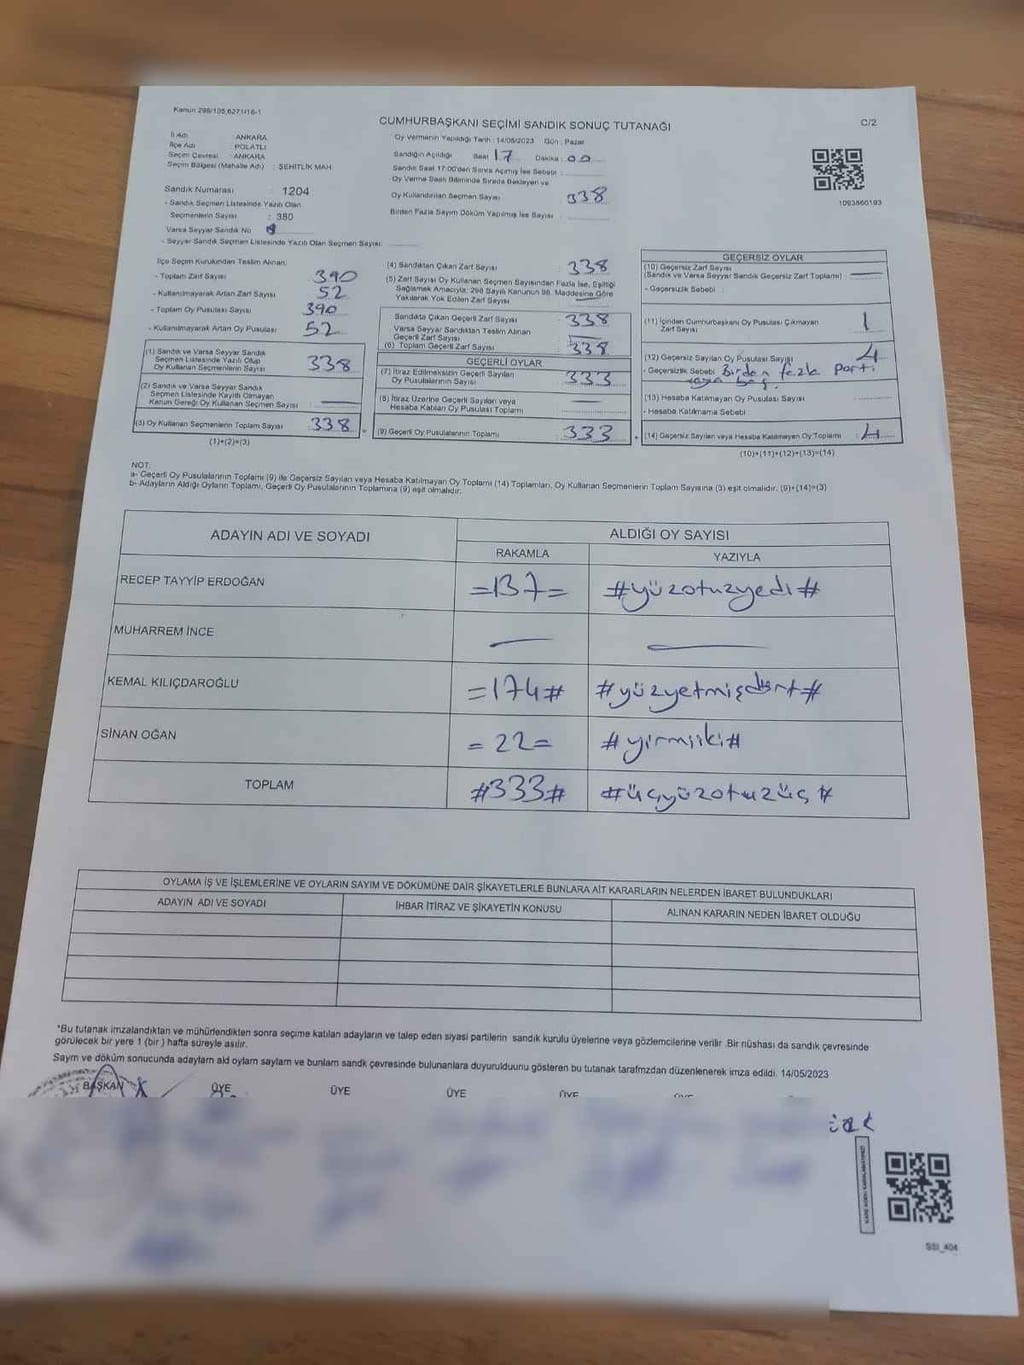 Kanun 298/105,6271/16-1
CUMHURBAŞKANI SEÇİMİ SANDIK SONUÇ TUTANAĞI
C/2
İl Adı : ANKARA
İlçe Adı : POLATLI
Seçim Çevresi : ANKARA
Seçim Bölgesi (Mahalle Adı) : ŞEHİTLİK MAH.
Sandık Numarası : 1204
- Sandık Seçmen Listesinde Yazılı Olan
Seçmenlerin Sayısı : 380
Varsa Seyyar Sandık No :
- Seyyar Sandık Seçmen Listesinde Yazılı Olan Seçmen Sayısı:
Oy Vermenin Yapıldığı Tarih : 14/05/2023 Gün : Pazar
Sandığın Açıldığı Saat 17 Dakika : 00
Sandık Saat 17:00'den Sonra Açılmış İse Sebebi :
Oy Verme Saati Bitiminde Sırada Bekleyen ve
Oy Kullandırılan Seçmen Sayısı : 338
Birden Fazla Sayım Döküm Yapılmış İse Sayısı :
1093860193
İlçe Seçim Kurulundan Teslim Alınan;
- Toplam Zarf Sayısı : 390
- Kullanılmayarak Artan Zarf Sayısı : 52
- Toplam Oy Pusulası : 390
- Kullanılmayarak Artan Oy Pusulası : 52
(1) Sandık ve Varsa Seyyar Sandık
Seçmen Listesinde Yazılı Olup
Oy Kullanan Seçmenlerin Sayısı : 338
(2) Sandık ve Varsa Seyyar Sandık
Seçmen Listesinde Kayıtlı Olmayan
Kanun Gereği Oy Kullanan Seçmen Sayısı :
(3) Oy Kullanan Seçmenlerin Toplam Sayısı : 338
(1)+(2)=(3)
(4) Sandıktan Çıkan Zarf Sayısı : 338
(5) Zarf Sayısı Oy Kullanan Seçmen Sayısından Fazla İse, Eşitliği
Sağlamak Amacıyla; 298 Sayılı Kanunun 98. Maddesine Göre
Yakılarak Yok Edilen Zarf Sayısı :
Sandıkta Çıkan Geçerli Zarf Sayısı : 338
Varsa Seyyar Sandıktan Teslim Alınan
Geçerli Zarf Sayısı :
(6) Toplam Geçerli Zarf Sayısı : 338
GEÇERLİ OYLAR
(7) İtiraz Edilmeksizin Geçerli Sayılan
Oy Pusulalarının Sayısı : 333
(8) İtiraz Üzerine Geçerli Sayılan veya
Hesaba Katılan Oy Pusulası Toplamı :
(9) Geçerli Oy Pusulalarının Toplamı : 333
GEÇERSİZ OYLAR
(10) Geçersiz Zarf Sayısı
(Sandık ve Varsa Seyyar Sandık Geçersiz Zarf Toplamı) :
- Geçersizlik Sebebi :
(11) İçinden Cumhurbaşkanı Oy Pusulası Çıkmayan
Zarf Sayısı : 1
(12) Geçersiz Sayılan Oy Pusulası Sayısı : 4
- Geçersizlik Sebebi : Birden fazla parti
veya boş.
(13) Hesaba Katılmayan Oy Pusulası Sayısı :
- Hesaba Katılmama Sebebi :
(14) Geçersiz Sayılan veya Hesaba Katılmayan Oy Toplamı : 4
(10)+(11)+(12)+(13)=(14)
NOT:
a- Geçerli Oy Pusulalarının Toplamı (9) ile Geçersiz Sayılan veya Hesaba Katılmayan Oy Toplamı (14) Toplamları, Oy Kullanan Seçmenlerin Toplam Sayısına (3) eşit olmalıdır. (9)+(14)=(3)
b- Adayların Aldığı Oyların Toplamı, Geçerli Oy Pusulalarının Toplamına (9) eşit olmalıdır.
ADAYIN ADI VE SOYADI
ALDIĞI OY SAYISI
RAKAMLA YAZIYLA
RECEP TAYYİP ERDOĞAN =137= #yüzotuzyedi#
MUHARREM İNCE
KEMAL KILIÇDAROĞLU =174# #yüzyetmişdört#
SİNAN OĞAN =22= #yirmiiki#
TOPLAM #333# #üçyüzotuzüç#
OYLAMA İŞ VE İŞLEMLERİNE VE OYLARIN SAYIM VE DÖKÜMÜNE DAİR ŞİKAYETLERLE BUNLARA AİT KARARLARIN NELERDEN İBARET BULUNDUKLARI
ADAYIN ADI VE SOYADI İHBAR İTİRAZ VE ŞİKAYETİN KONUSU ALINAN KARARIN NEDEN İBARET OLDUĞU
*Bu tutanak imzalandıktan ve mühürlendikten sonra seçime katılan adayların ve talep eden siyasi partilerin sandık kurulu üyelerine veya gözlemcilerine verilir .Bir nüshası da sandık çevresinde
görülecek bir yere 1 (bir ) hafta süreyle asılır.
Sayım ve döküm sonucunda adayların ald oyların sayların ve bunların sandk çevresinde bulunanlara duyurulduunu gösteren bu tutanak tarafmzdan düzenlenerek imza edildi. 14/05/2023
BAŞKAN ÜYE ÜYE ÜYE ÜYE
SSI_404